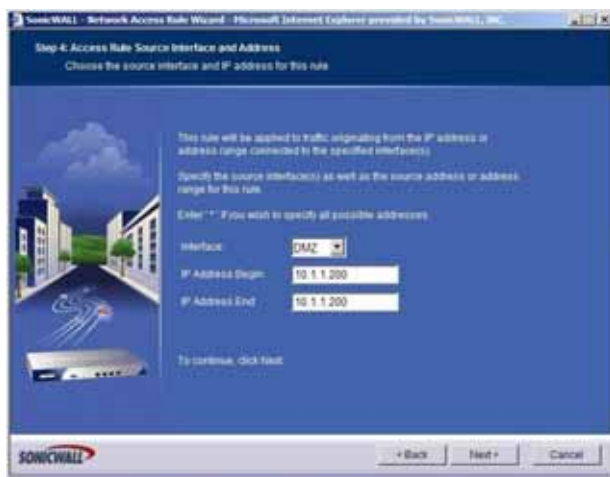 SonicWALL - Network Access Rule Wizard - Microsoft Internet Explorer provided by SonicWALL, INC.
Step 4: Access Rule Source Interface and Address
Choose the source interface and IP address for this rule
This rule will be applied to traffic originating from the IP address or
address range connected to the specified interface(s).
Specify the source interface(s) as well as the source address or address
range for this rule.
Enter '*' if you wish to specify all possible addresses.
Interface: DMZ
IP Address Begin 10.1.1.200
IP Address End 10.1.1.200
To continue, click Next.
SONICWALL
< Back Next > Cancel